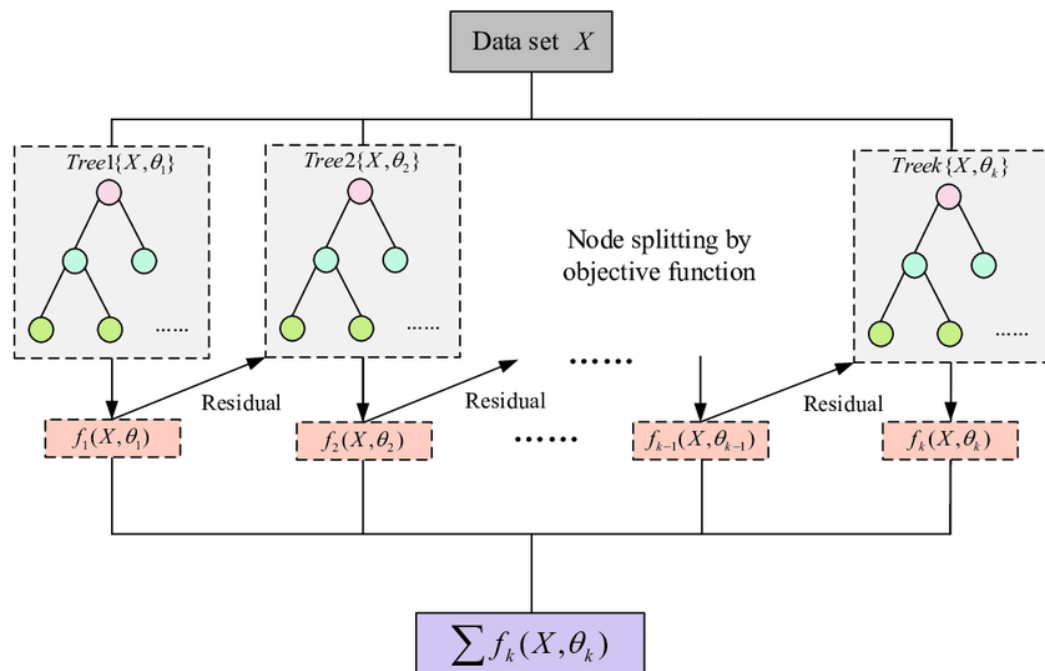 Data set X
Tree1{X,θ₁}
Tree2{X,θ₂}
Treek{X,θₖ}
Node splitting by
objective function
......
......
......
......
Residual
Residual
Residual
f₁(X,θ₁)
f₂(X,θ₂)
......
fₖ₋₁(X,θₖ₋₁)
fₖ(X,θₖ)
∑ fₖ(X,θₖ)